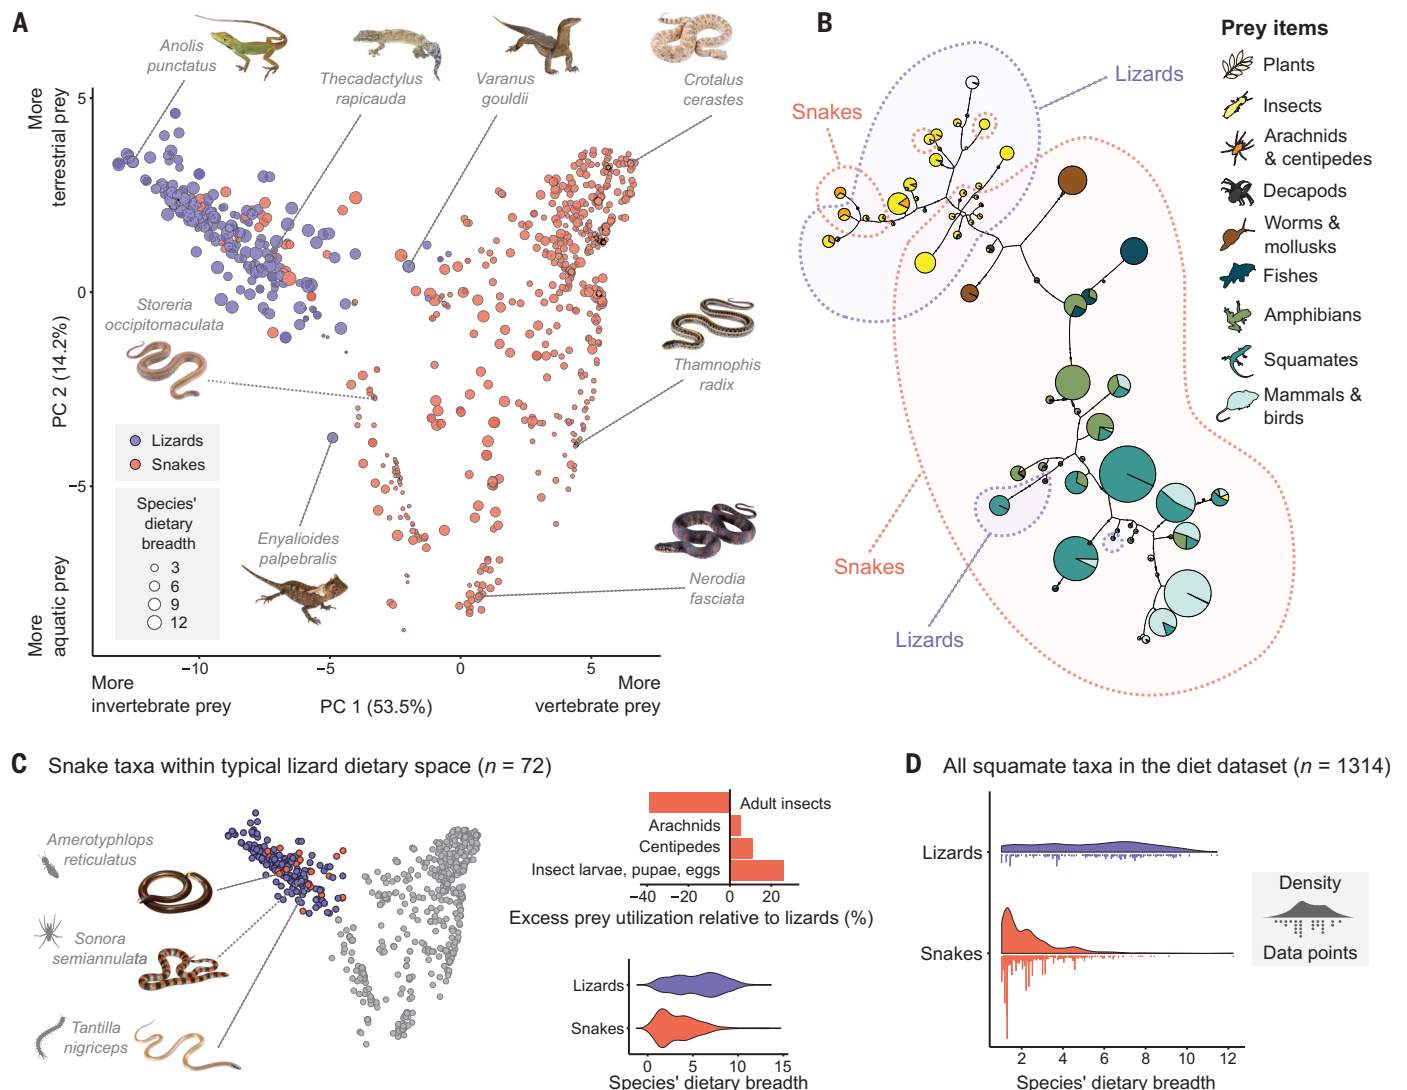 A
More
terrestrial prey
5
0
−5
PC 2 (14.2%)
More
aquatic prey
Anolis
punctatus
Thecadactylus
rapicauda
Varanus
gouldii
Crotalus
cerastes
Storeria
occipitomaculata
Thamnophis
radix
Lizards
Snakes
Species'
dietary
breadth
3
6
9
12
Enyalioides
palpebralis
Nerodia
fasciata
−10
−5
0
5
More
invertebrate prey
PC 1 (53.5%)
More
vertebrate prey
B
Lizards
Snakes
Snakes
Lizards
Prey items
Plants
Insects
Arachnids
& centipedes
Decapods
Worms &
mollusks
Fishes
Amphibians
Squamates
Mammals &
birds
C
Snake taxa within typical lizard dietary space (n = 72)
Amerotyphlops
reticulatus
Sonora
semiannulata
Tantilla
nigriceps
Adult insects
Arachnids
Centipedes
Insect larvae, pupae, eggs
−40
−20
0
20
Excess prey utilization relative to lizards (%)
Lizards
Snakes
0
5
10
15
Species' dietary breadth
D
All squamate taxa in the diet dataset (n = 1314)
Lizards
Snakes
2
4
6
8
10
12
Species' dietary breadth
Density
Data points